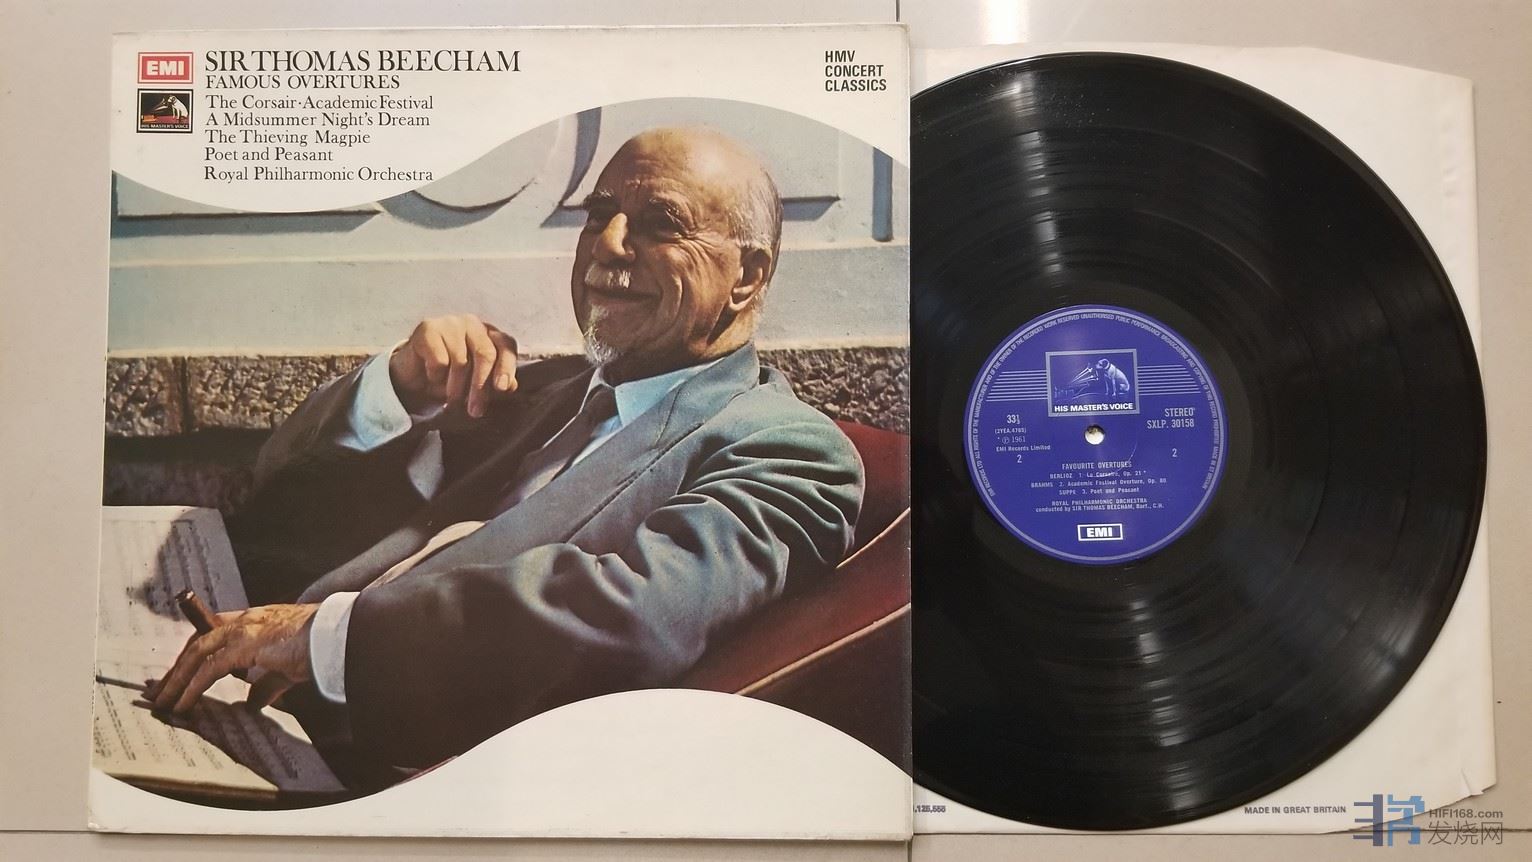 EMI
HIS MASTER'S VOICE
SIR THOMAS BEECHAM
FAMOUS OVERTURES
The Corsair·Academic Festival
A Midsummer Night's Dream
The Thieving Magpie
Poet and Peasant
Royal Philharmonic Orchestra
HMV
CONCERT
CLASSICS
HIS MASTER'S VOICE
33⅓
(2YEA.4765)
* ℗ 1961
EMI Records Limited
2
STEREO
SXLP. 30158
2
FAVOURITE OVERTURES
BERLIOZ 1. Le Corsaire, Op. 21 *
BRAHMS 2. Academic Festival Overture, Op. 80
SUPPE 3. Poet and Peasant
ROYAL PHILHARMONIC ORCHESTRA
conducted by SIR THOMAS BEECHAM, Bart., C.H.
EMI
MADE IN GREAT BRITAIN
HIFI168.com
发烧网